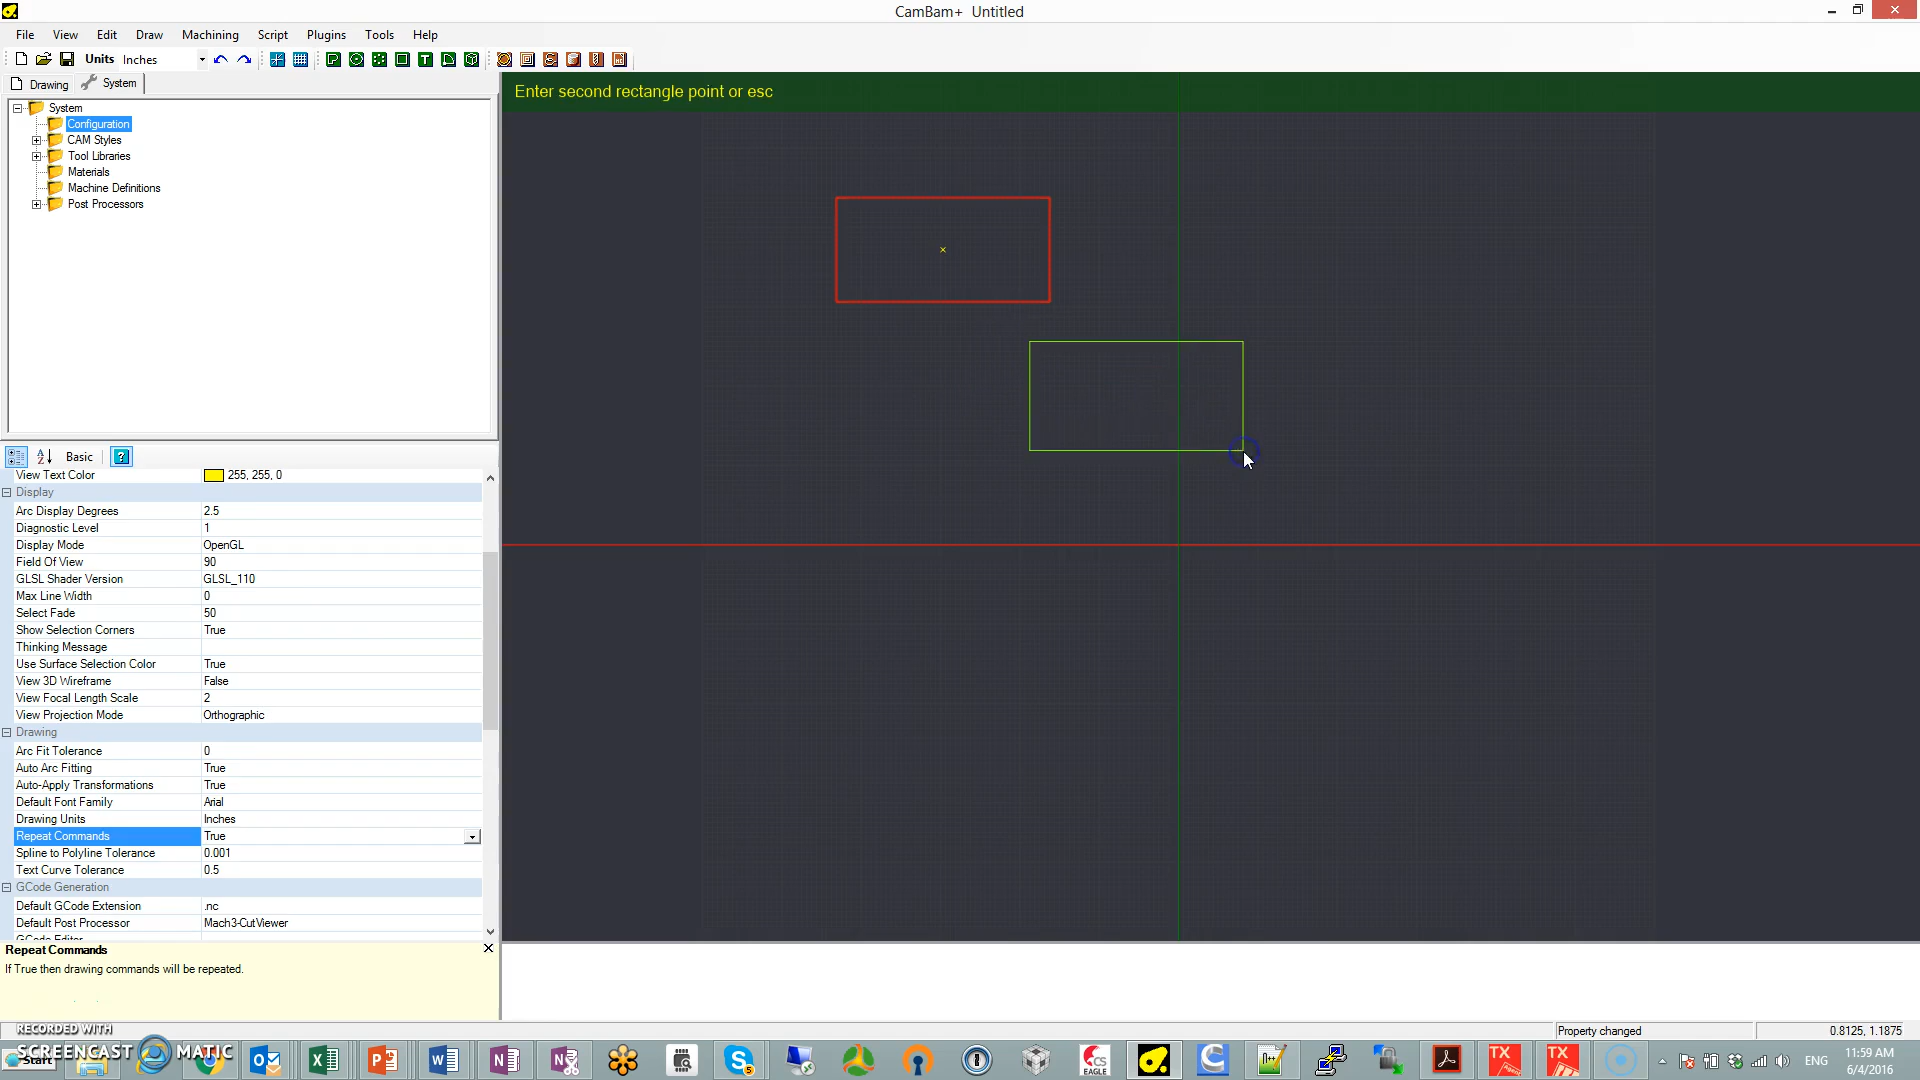 CamBam+ Untitled
File View Edit Draw Machining Script Plugins Tools Help
Units Inches
Drawing System
Enter second rectangle point or esc
System
Configuration
CAM Styles
Tool Libraries
Materials
Machine Definitions
Post Processors
Basic
View Text Color 255, 255, 0
Display
Arc Display Degrees 2.5
Diagnostic Level 1
Display Mode OpenGL
Field Of View 90
GLSL Shader Version GLSL_110
Max Line Width 0
Select Fade 50
Show Selection Corners True
Thinking Message
Use Surface Selection Color True
View 3D Wireframe False
View Focal Length Scale 2
View Projection Mode Orthographic
Drawing
Arc Fit Tolerance 0
Auto Arc Fitting True
Auto-Apply Transformations True
Default Font Family Arial
Drawing Units Inches
Repeat Commands True
Spline to Polyline Tolerance 0.001
Text Curve Tolerance 0.5
GCode Generation
Default GCode Extension .nc
Default Post Processor Mach3-CutViewer
GCode Editor
Repeat Commands
If True then drawing commands will be repeated.
Property changed 0.8125, 1.1875
RECORDED WITH
SCREENCAST MATIC
Start
ENG
11:59 AM
6/4/2016